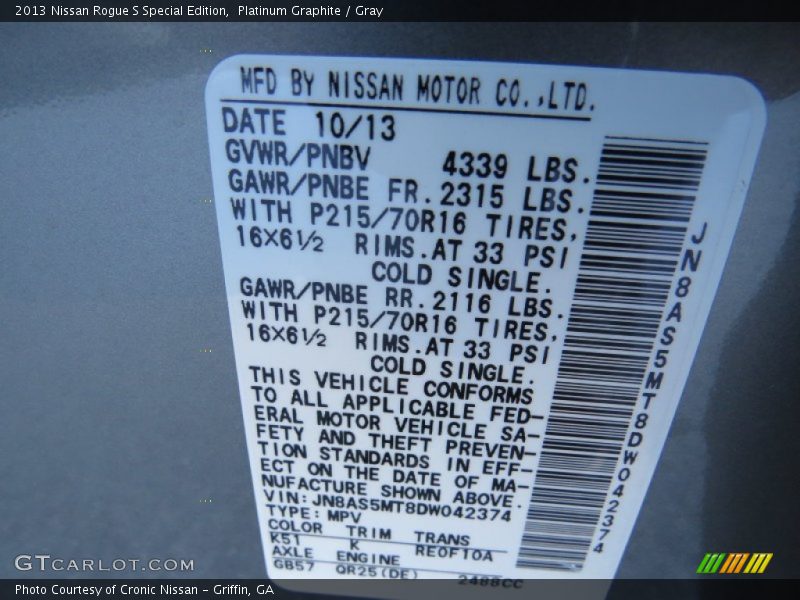 2013 Nissan Rogue S Special Edition, Platinum Graphite / Gray
MFD BY NISSAN MOTOR CO.,LTD.
DATE 10/13
GVWR/PNBV 4339 LBS.
GAWR/PNBE FR. 2315 LBS.
WITH P215/70R16 TIRES,
16X6½ RIMS. AT 33 PSI
COLD SINGLE.
GAWR/PNBE RR. 2116 LBS.
WITH P215/70R16 TIRES,
16X6½ RIMS. AT 33 PSI
COLD SINGLE.
THIS VEHICLE CONFORMS
TO ALL APPLICABLE FED-
ERAL MOTOR VEHICLE SA-
FETY AND THEFT PREVEN-
TION STANDARDS IN EFF-
ECT ON THE DATE OF MA-
NUFACTURE SHOWN ABOVE.
VIN: JN8AS5MT8DW042374
TYPE: MPV
COLOR TRIM TRANS
K51 K RE0F10A
AXLE ENGINE
GB57 QR25(DE) 2488CC
JN8AS5MT8DW042374
GTCARLOT.COM
Photo Courtesy of Cronic Nissan - Griffin, GA